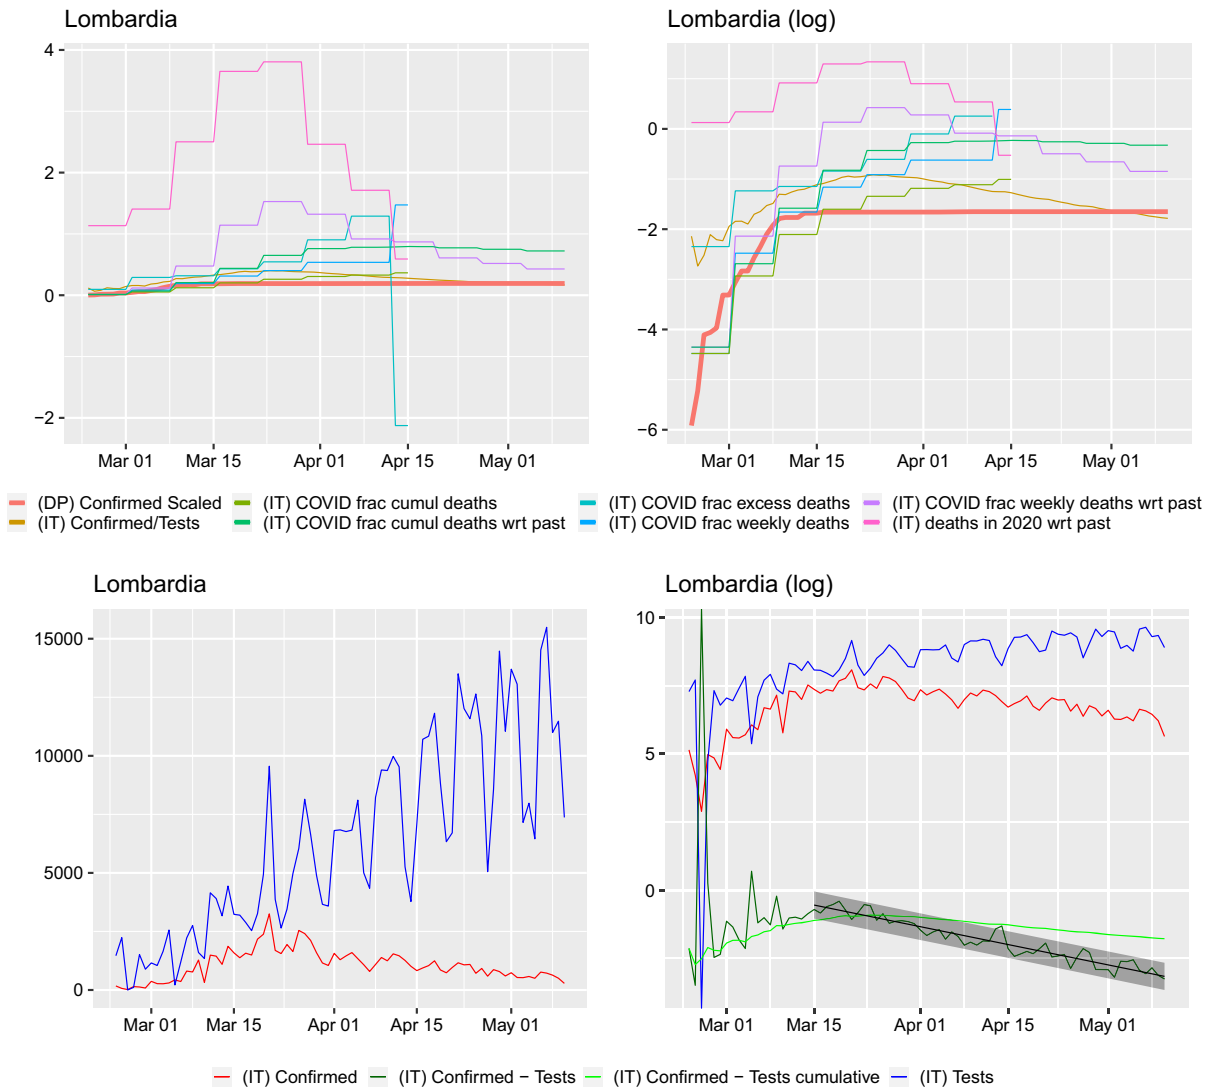 Lombardia
Lombardia (log)
4
2
0
−2
0
−2
−4
−6
Mar 01
Mar 15
Apr 01
Apr 15
May 01
Mar 01
Mar 15
Apr 01
Apr 15
May 01
(DP) Confirmed Scaled
(IT) COVID frac cumul deaths
(IT) COVID frac excess deaths
(IT) COVID frac weekly deaths wrt past
(IT) Confirmed/Tests
(IT) COVID frac cumul deaths wrt past
(IT) COVID frac weekly deaths
(IT) deaths in 2020 wrt past
Lombardia
Lombardia (log)
15000
10000
5000
0
10
5
0
Mar 01
Mar 15
Apr 01
Apr 15
May 01
Mar 01
Mar 15
Apr 01
Apr 15
May 01
(IT) Confirmed
(IT) Confirmed − Tests
(IT) Confirmed − Tests cumulative
(IT) Tests